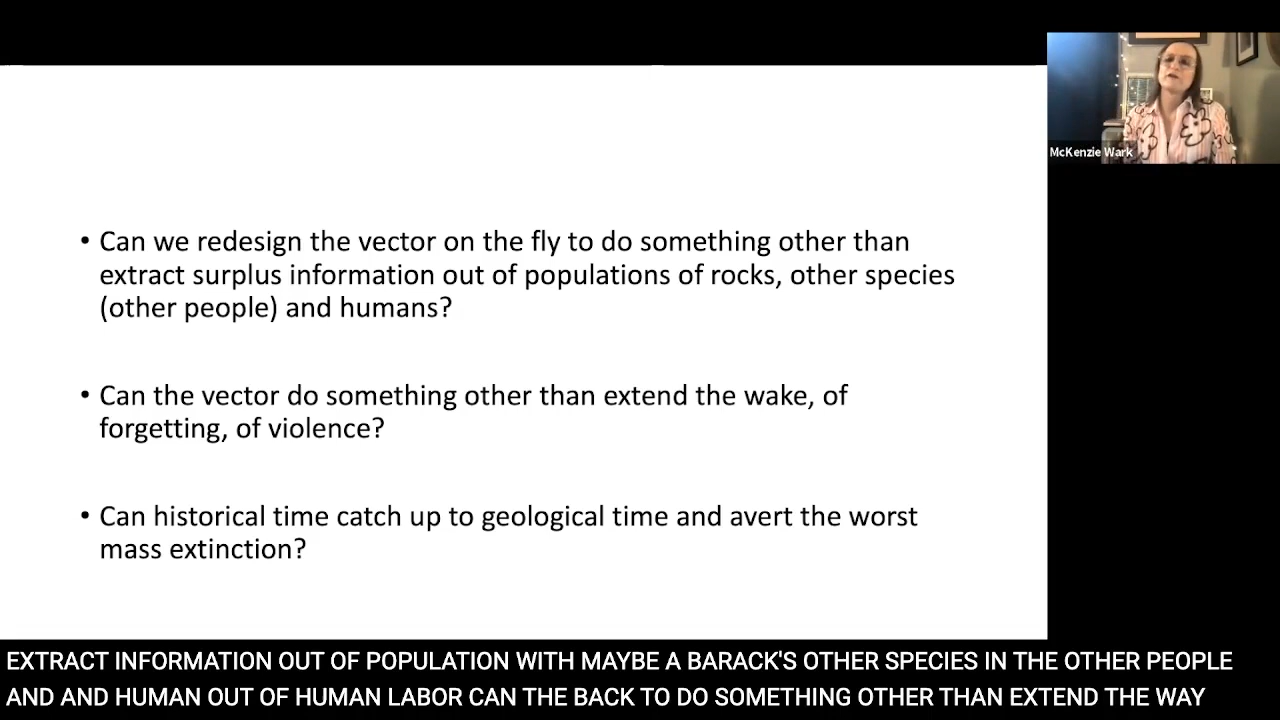 McKenzie Wark
• Can we redesign the vector on the fly to do something other than
extract surplus information out of populations of rocks, other species
(other people) and humans?
• Can the vector do something other than extend the wake, of
forgetting, of violence?
• Can historical time catch up to geological time and avert the worst
mass extinction?
EXTRACT INFORMATION OUT OF POPULATION WITH MAYBE A BARACK'S OTHER SPECIES IN THE OTHER PEOPLE
AND AND HUMAN OUT OF HUMAN LABOR CAN THE BACK TO DO SOMETHING OTHER THAN EXTEND THE WAY